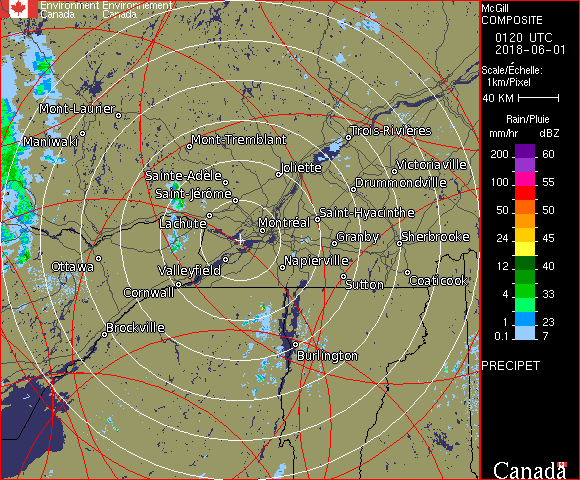 Environment Environnement
Canada Canada
McGill
COMPOSITE
0120 UTC
2018-06-01
Scale/Échelle:
1km/Pixel
40 KM
Rain/Pluie
mm/hr dBZ
200 60
100 55
50 50
24 45
12 40
4 33
1 23
0.1 7
PRECIPET
Canada
Mont-Laurier
Maniwaki
Mont-Tremblant
Trois-Rivières
Sainte-Adèle
Joliette
Victoriaville
Saint-Jérôme
Drummondville
Lachute
Montréal
Saint-Hyacinthe
Granby
Sherbrooke
Ottawa
Valleyfield
Napierville
Cornwall
Sutton
Coaticook
Brockville
Burlington